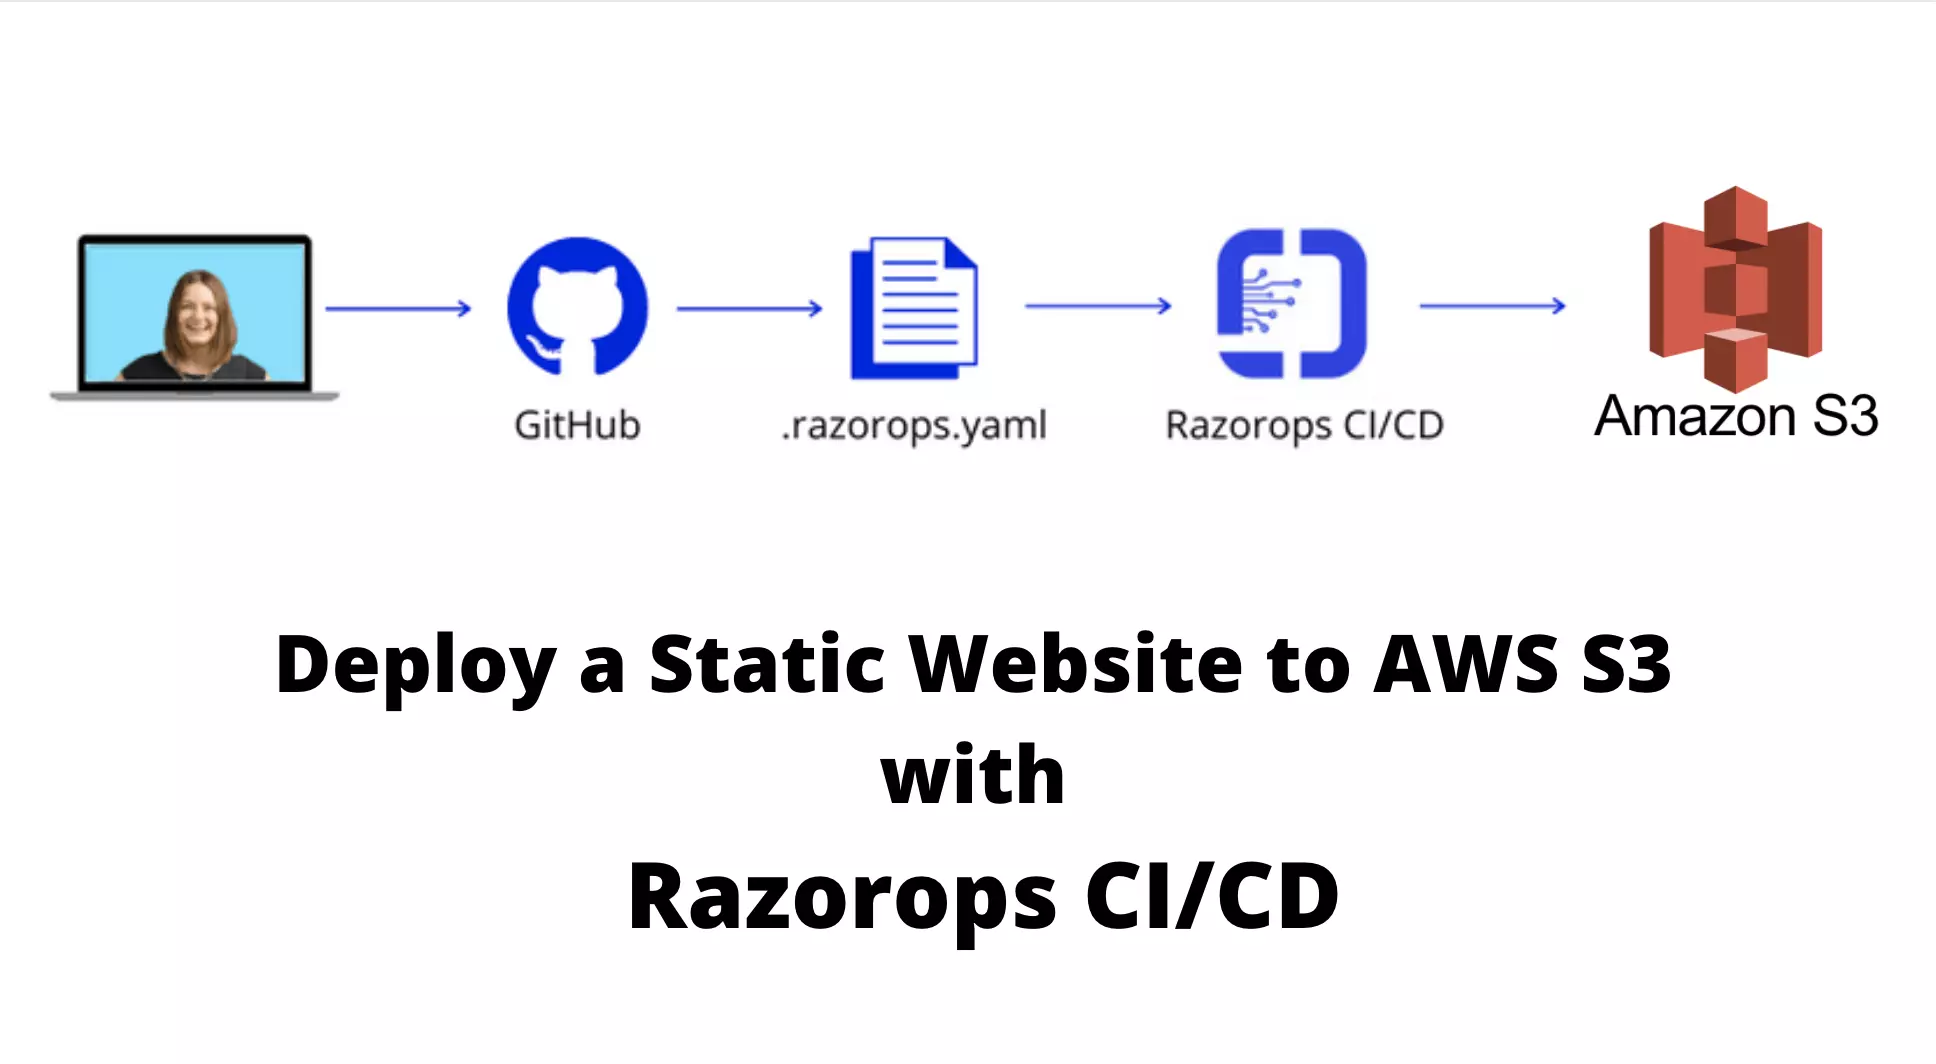 GitHub
.razorops.yaml
Razorops CI/CD
Amazon S3
Deploy a Static Website to AWS S3
with
Razorops CI/CD